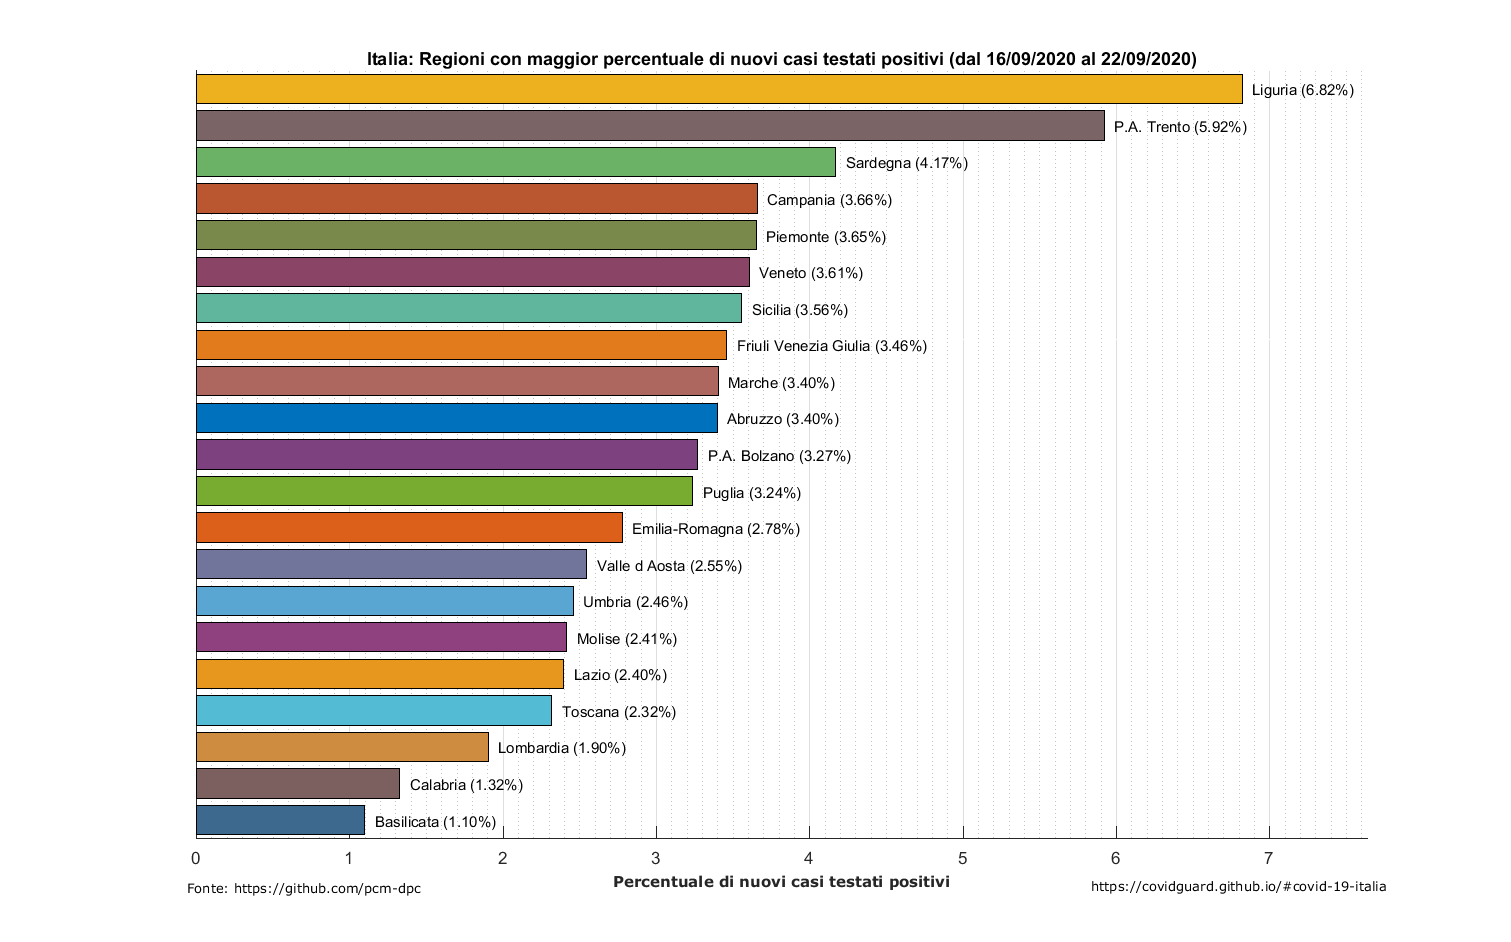 Italia: Regioni con maggior percentuale di nuovi casi testati positivi (dal 16/09/2020 al 22/09/2020)
Liguria (6.82%)
P.A. Trento (5.92%)
Sardegna (4.17%)
Campania (3.66%)
Piemonte (3.65%)
Veneto (3.61%)
Sicilia (3.56%)
Friuli Venezia Giulia (3.46%)
Marche (3.40%)
Abruzzo (3.40%)
P.A. Bolzano (3.27%)
Puglia (3.24%)
Emilia-Romagna (2.78%)
Valle d Aosta (2.55%)
Umbria (2.46%)
Molise (2.41%)
Lazio (2.40%)
Toscana (2.32%)
Lombardia (1.90%)
Calabria (1.32%)
Basilicata (1.10%)
0 1 2 3 4 5 6 7
Percentuale di nuovi casi testati positivi
Fonte: https://github.com/pcm-dpc
https://covidguard.github.io/#covid-19-italia